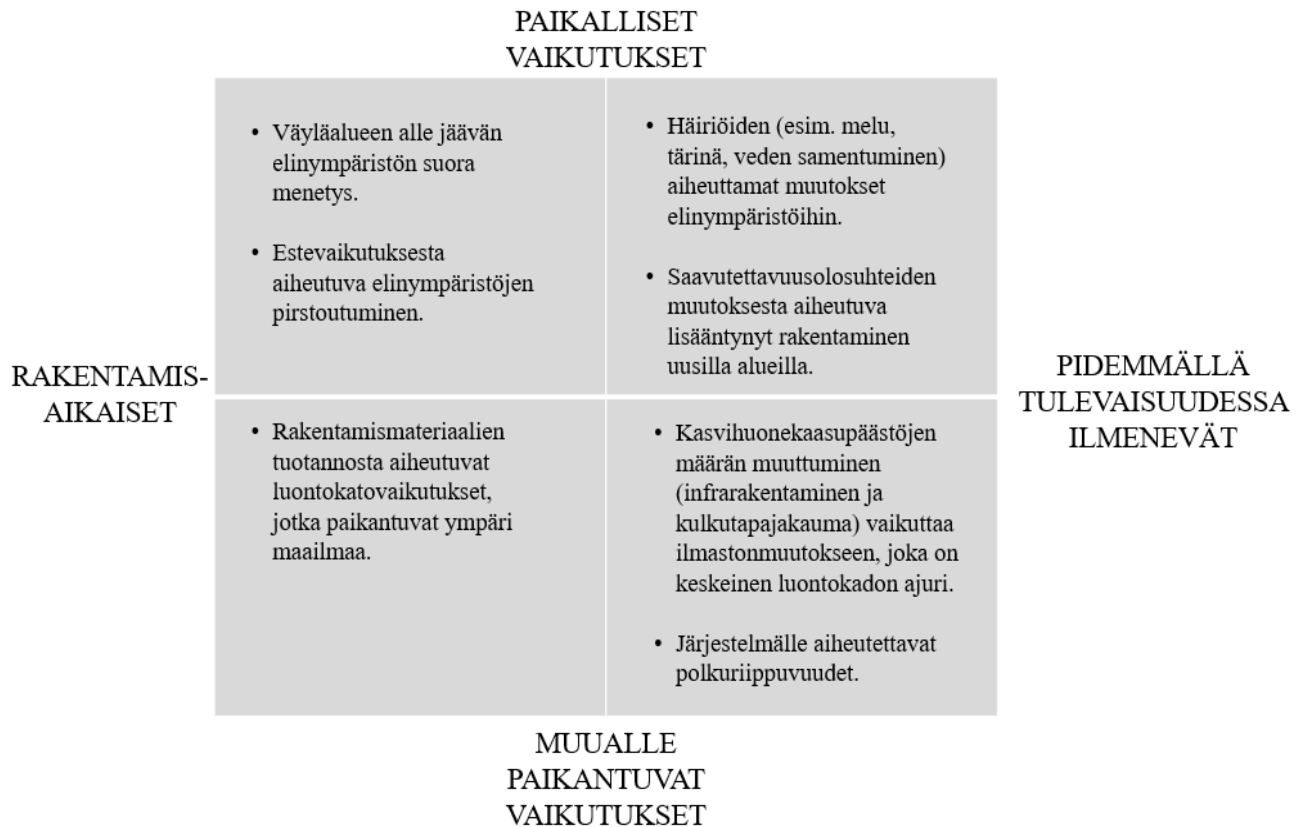 PAIKALLISET
VAIKUTUKSET
• Väyläalueen alle jäävän
elinympäristön suora
menetys.
• Estevaikutuksesta
aiheutuva elinympäristöjen
pirstoutuminen.
• Häiriöiden (esim. melu,
tärinä, veden samentuminen)
aiheuttamat muutokset
elinympäristöihin.
• Saavutettavuusolosuhteiden
muutoksesta aiheutuva
lisääntynyt rakentaminen
uusilla alueilla.
RAKENTAMIS-
AIKAISET
PIDEMMÄLLÄ
TULEVAISUUDESSA
ILMENEVÄT
• Rakentamismateriaalien
tuotannosta aiheutuvat
luontokatovaikutukset,
jotka paikantuvat ympäri
maailmaa.
• Kasvihuonekaasupäästöjen
määrän muuttuminen
(infrarakentaminen ja
kulkutapajakauma) vaikuttaa
ilmastonmuutokseen, joka on
keskeinen luontokadon ajuri.
• Järjestelmälle aiheutettavat
polkuriippuvuudet.
MUUALLE
PAIKANTUVAT
VAIKUTUKSET